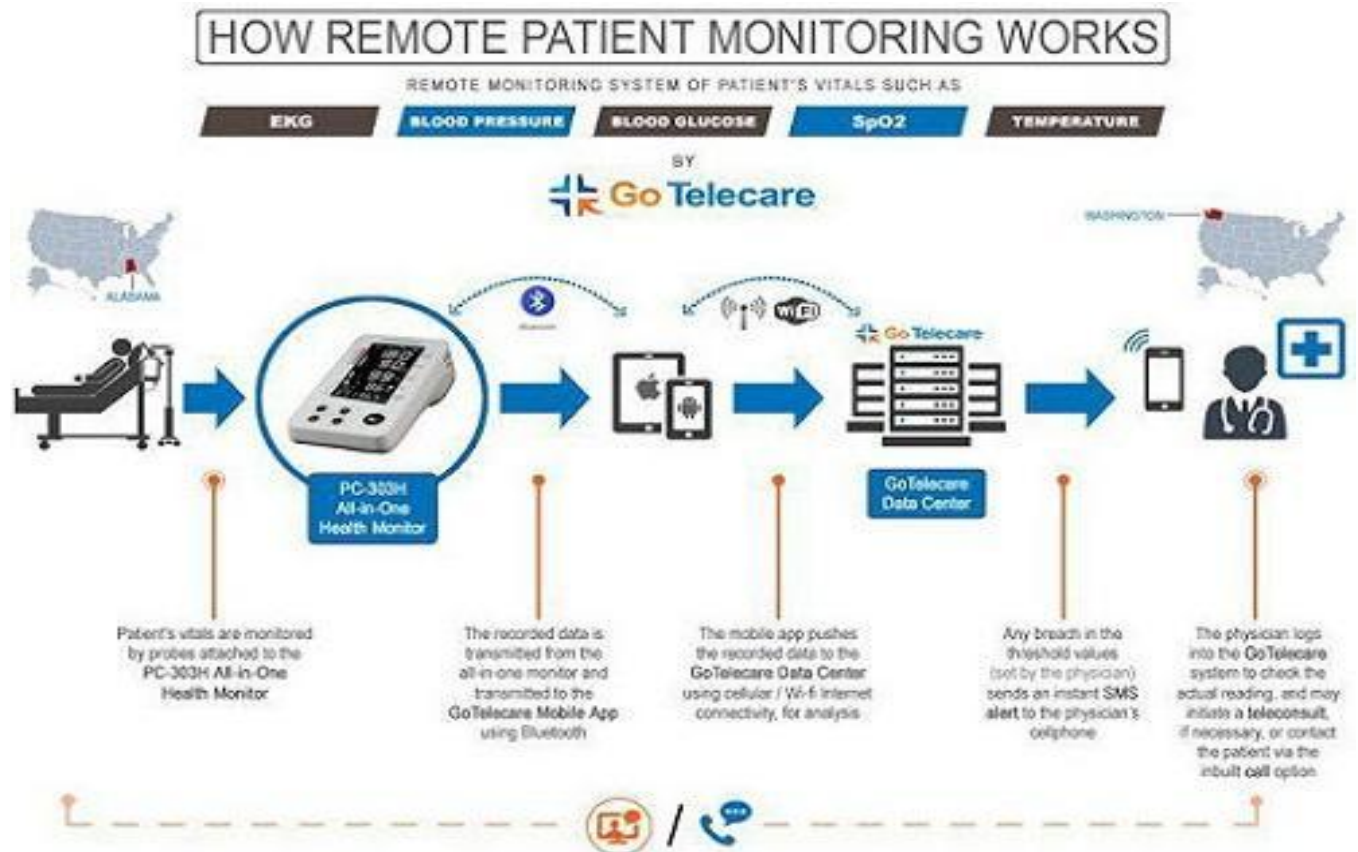 HOW REMOTE PATIENT MONITORING WORKS
REMOTE MONITORING SYSTEM OF PATIENT'S VITALS SUCH AS
EKG
BLOOD PRESSURE
BLOOD GLUCOSE
SpO2
TEMPERATURE
BY
Go Telecare
ALABAMA
WASHINGTON
Bluetooth
WiFi
Go Telecare
PC-303H
All-in-One
Health Monitor
GoTelecare
Data Center
Patient's vitals are monitored
by probes attached to the
PC-303H All-in-One
Health Monitor
The recorded data is
transmitted from the
all-in-one monitor and
transmitted to the
GoTelecare Mobile App
using Bluetooth
The mobile app pushes
the recorded data to the
GoTelecare Data Center
using cellular / Wi-fi Internet
connectivity, for analysis
Any breach in the
threshold values
(set by the physician)
sends an instant SMS
alert to the physician's
cellphone
The physician logs
into the GoTelecare
system to check the
actual reading, and may
initiate a teleconsult,
if necessary, or contact
the patient via the
inbuilt call option